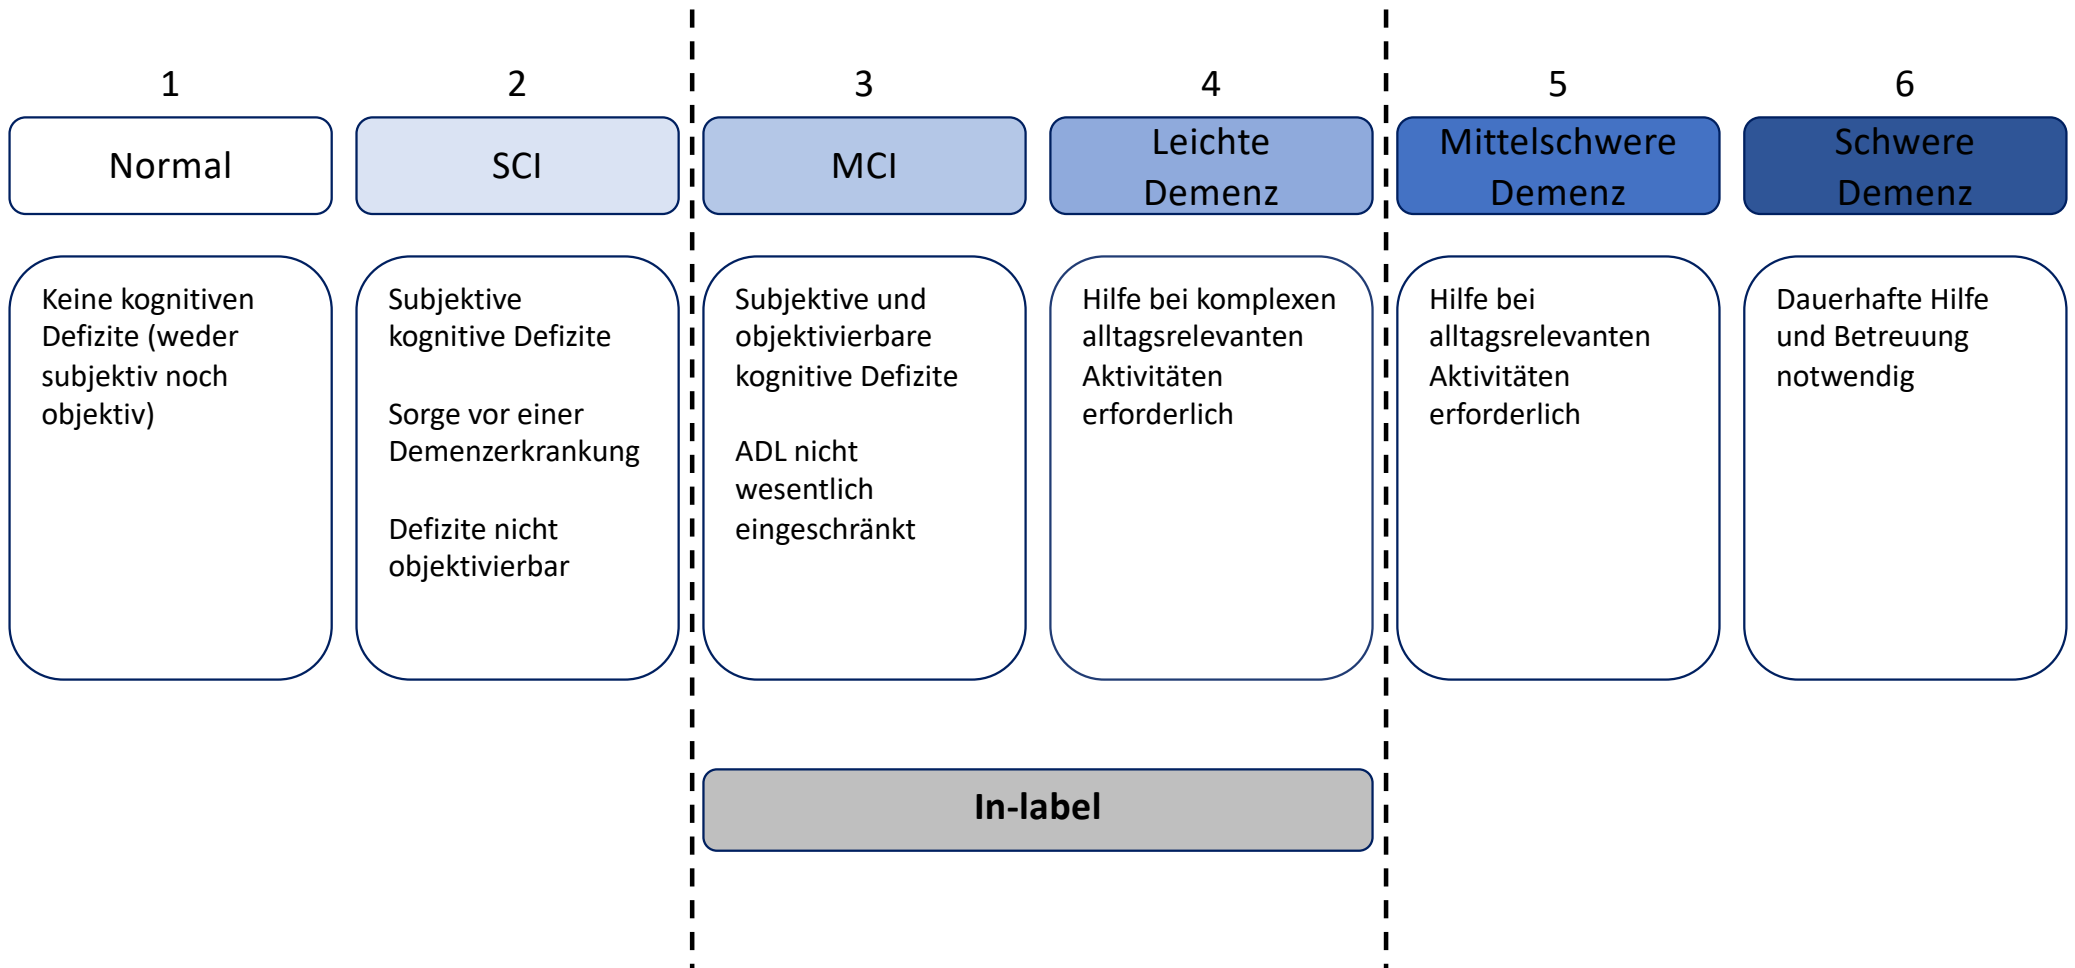 1
Normal
Keine kognitiven
Defizite (weder
subjektiv noch
objektiv)
2
SCI
Subjektive
kognitive Defizite
Sorge vor einer
Demenzerkrankung
Defizite nicht
objektivierbar
3
MCI
Subjektive und
objektivierbare
kognitive Defizite
ADL nicht
wesentlich
eingeschränkt
4
Leichte
Demenz
Hilfe bei komplexen
alltagsrelevanten
Aktivitäten
erforderlich
5
Mittelschwere
Demenz
Hilfe bei
alltagsrelevanten
Aktivitäten
erforderlich
6
Schwere
Demenz
Dauerhafte Hilfe
und Betreuung
notwendig
In-label